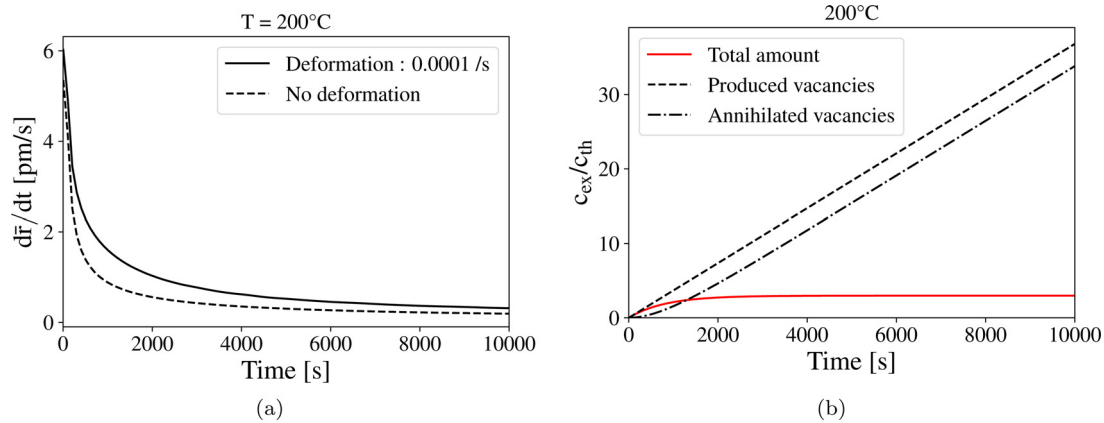 T = 200°C
Deformation : 0.0001 /s
No deformation
dr̄/dt [pm/s]
6
4
2
0
0 2000 4000 6000 8000 10000
Time [s]
(a)
200°C
Total amount
Produced vacancies
Annihilated vacancies
c_ex/c_th
30
20
10
0
0 2000 4000 6000 8000 10000
Time [s]
(b)